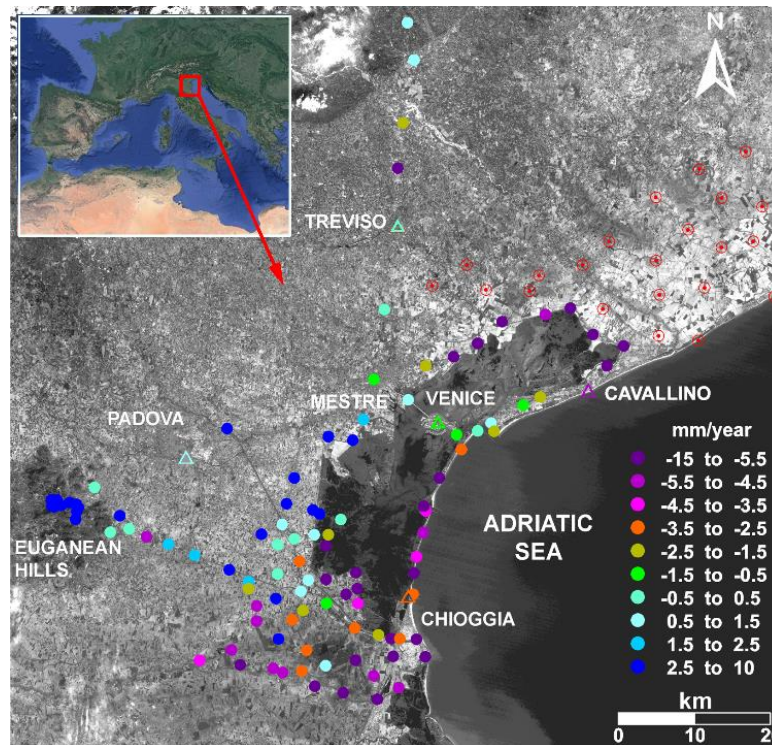 N
TREVISO
MESTRE
VENICE
CAVALLINO
PADOVA
mm/year
-15 to -5.5
-5.5 to -4.5
-4.5 to -3.5
-3.5 to -2.5
-2.5 to -1.5
-1.5 to -0.5
-0.5 to 0.5
0.5 to 1.5
1.5 to 2.5
2.5 to 10
ADRIATIC
SEA
EUGANEAN
HILLS
CHIOGGIA
km
0 10 2